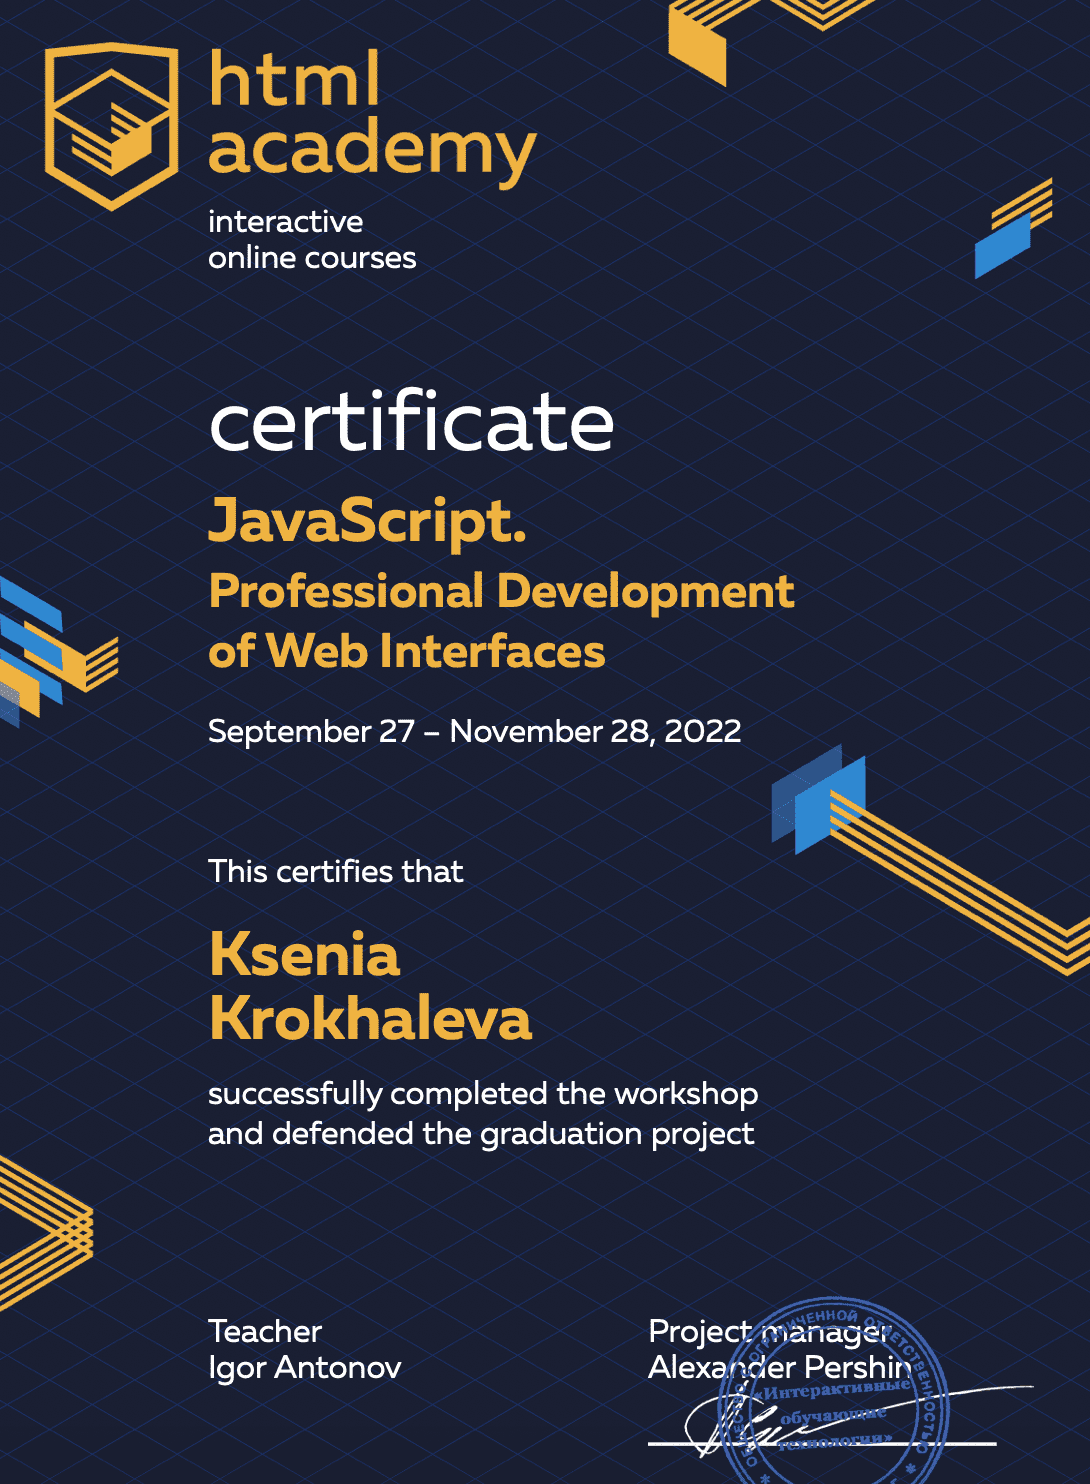 html
academy
interactive
online courses
certificate
JavaScript.
Professional Development
of Web Interfaces
September 27 – November 28, 2022
This certifies that
Ksenia
Krokhaleva
successfully completed the workshop
and defended the graduation project
Teacher
Igor Antonov
Project manager
Alexander Pershin
ОБЩЕСТВО С ОГРАНИЧЕННОЙ ОТВЕТСТВЕННОСТЬЮ
«Интерактивные
обучающие
технологии»